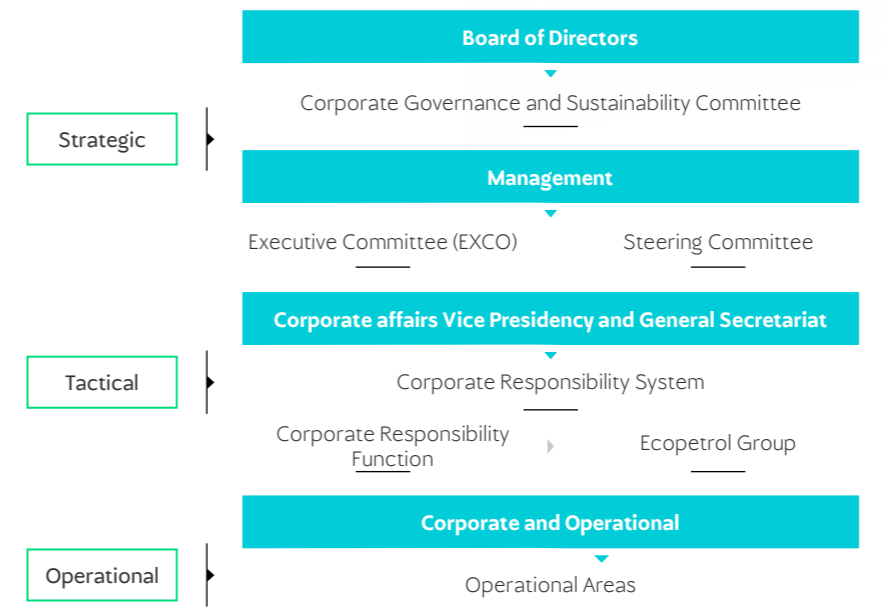 Board of Directors
Corporate Governance and Sustainability Committee
Strategic
Management
Executive Committee (EXCO)
Steering Committee
Corporate affairs Vice Presidency and General Secretariat
Tactical
Corporate Responsibility System
Corporate Responsibility
Function
Ecopetrol Group
Corporate and Operational
Operational
Operational Areas